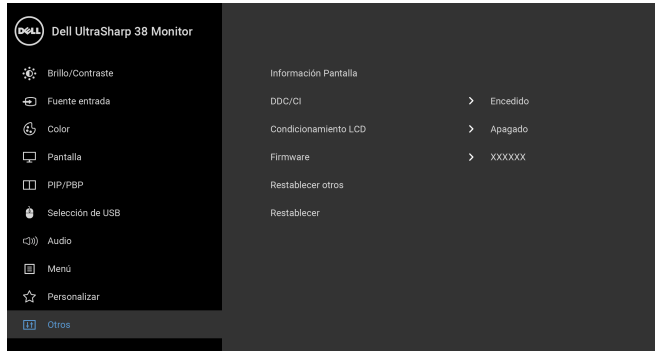 DELL Dell UltraSharp 38 Monitor
Brillo/Contraste
Información Pantalla
Fuente entrada
DDC/CI > Encedido
Color
Condicionamiento LCD > Apagado
Pantalla
Firmware > XXXXXX
PIP/PBP
Restablecer otros
Selección de USB
Restablecer
Audio
Menú
Personalizar
Otros